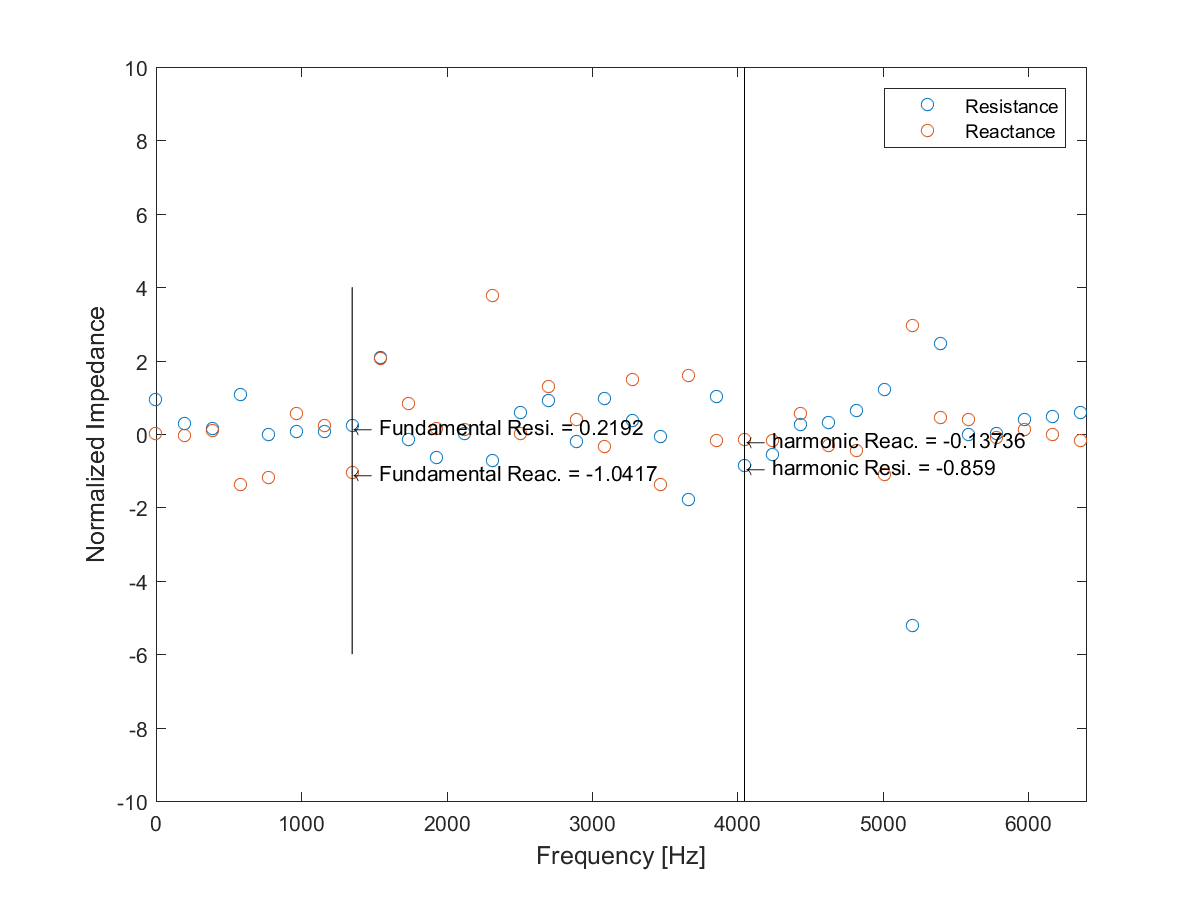 10
8
6
4
2
0
-2
-4
-6
-8
-10
Normalized Impedance
Resistance
Reactance
← Fundamental Resi. = 0.2192
← Fundamental Reac. = -1.0417
← harmonic Reac. = -0.13736
← harmonic Resi. = -0.859
0 1000 2000 3000 4000 5000 6000
Frequency [Hz]